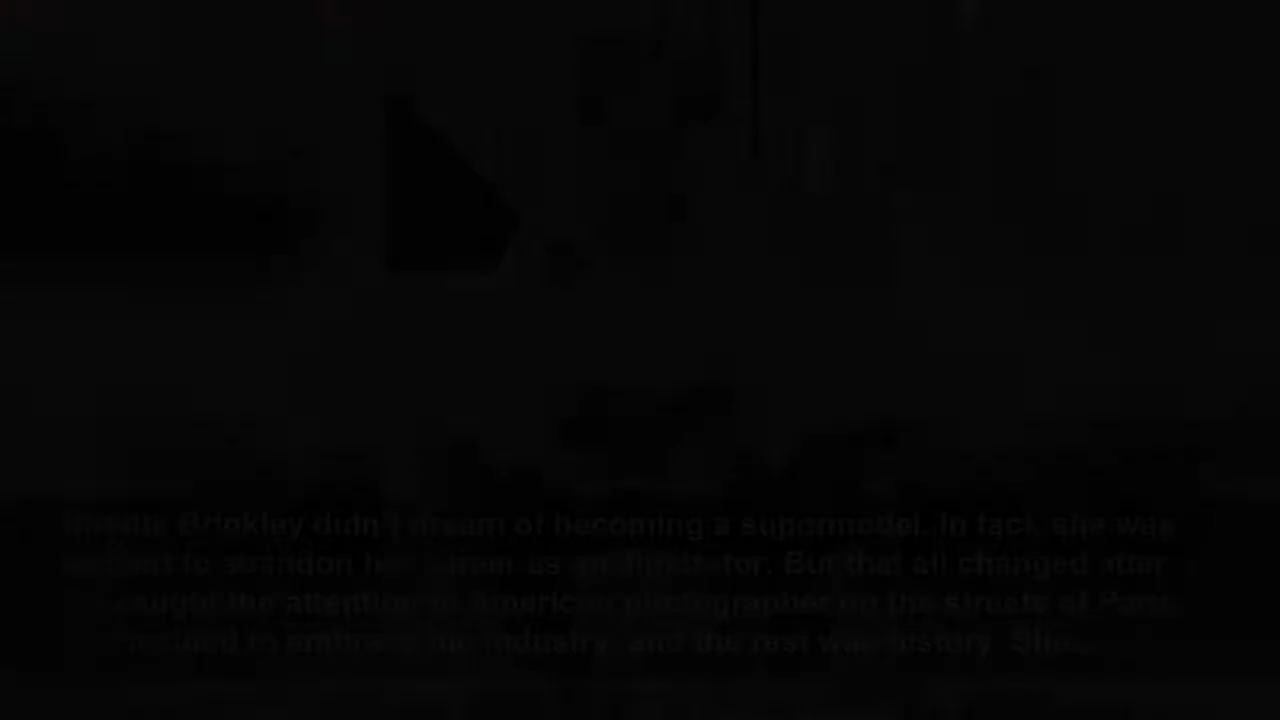 Brinkley didn't dream of becoming a supermodel. In fact, she was
to abandon her career as an illustrator. But that all changed after
caught the attention of American photographer on the streets of Paris.
to embrace the industry, and the rest was history. She...